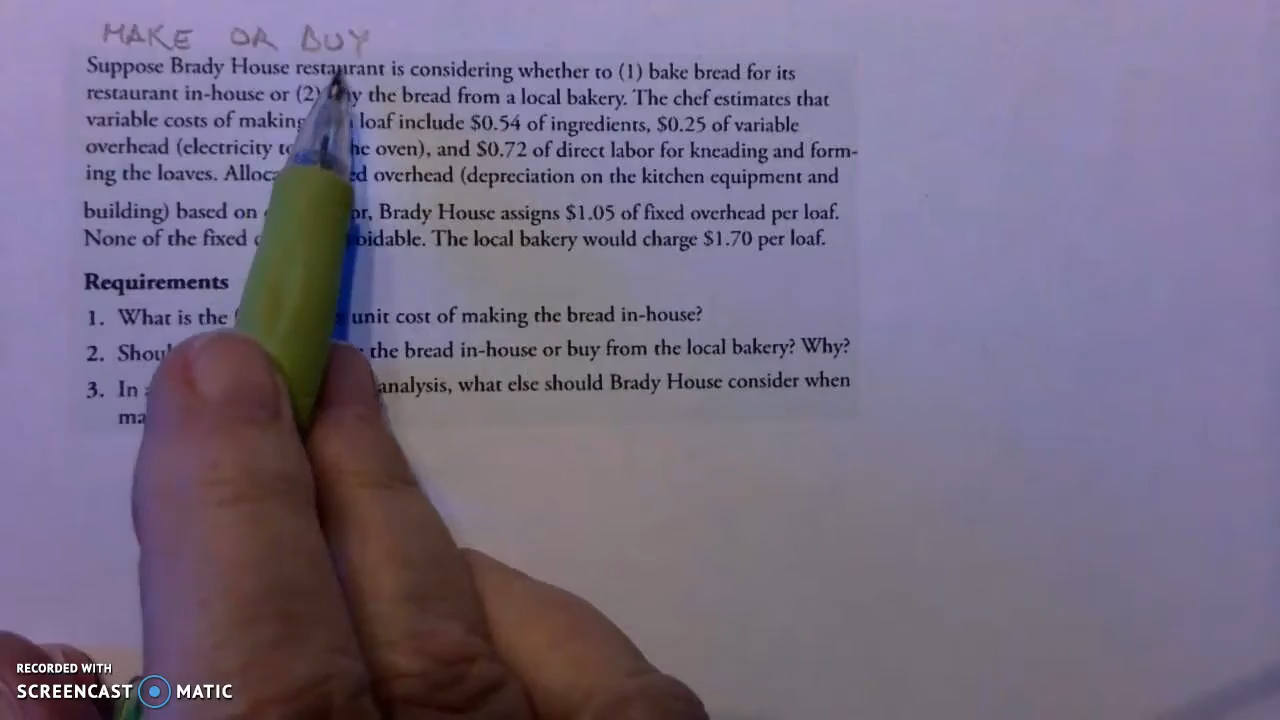 MAKE OR BUY
Suppose Brady House restaurant is considering whether to (1) bake bread for its
restaurant in-house or (2) the bread from a local bakery. The chef estimates that
variable costs of making loaf include $0.54 of ingredients, $0.25 of variable
overhead (electricity oven), and $0.72 of direct labor for kneading and form-
ing the loaves. overhead (depreciation on the kitchen equipment and
building) based on Brady House assigns $1.05 of fixed overhead per loaf.
None of the fixed The local bakery would charge $1.70 per loaf.
Requirements
1. What is the unit cost of making the bread in-house?
2. the bread in-house or buy from the local bakery? Why?
3. In analysis, what else should Brady House consider when
RECORDED WITH
SCREENCAST MATIC